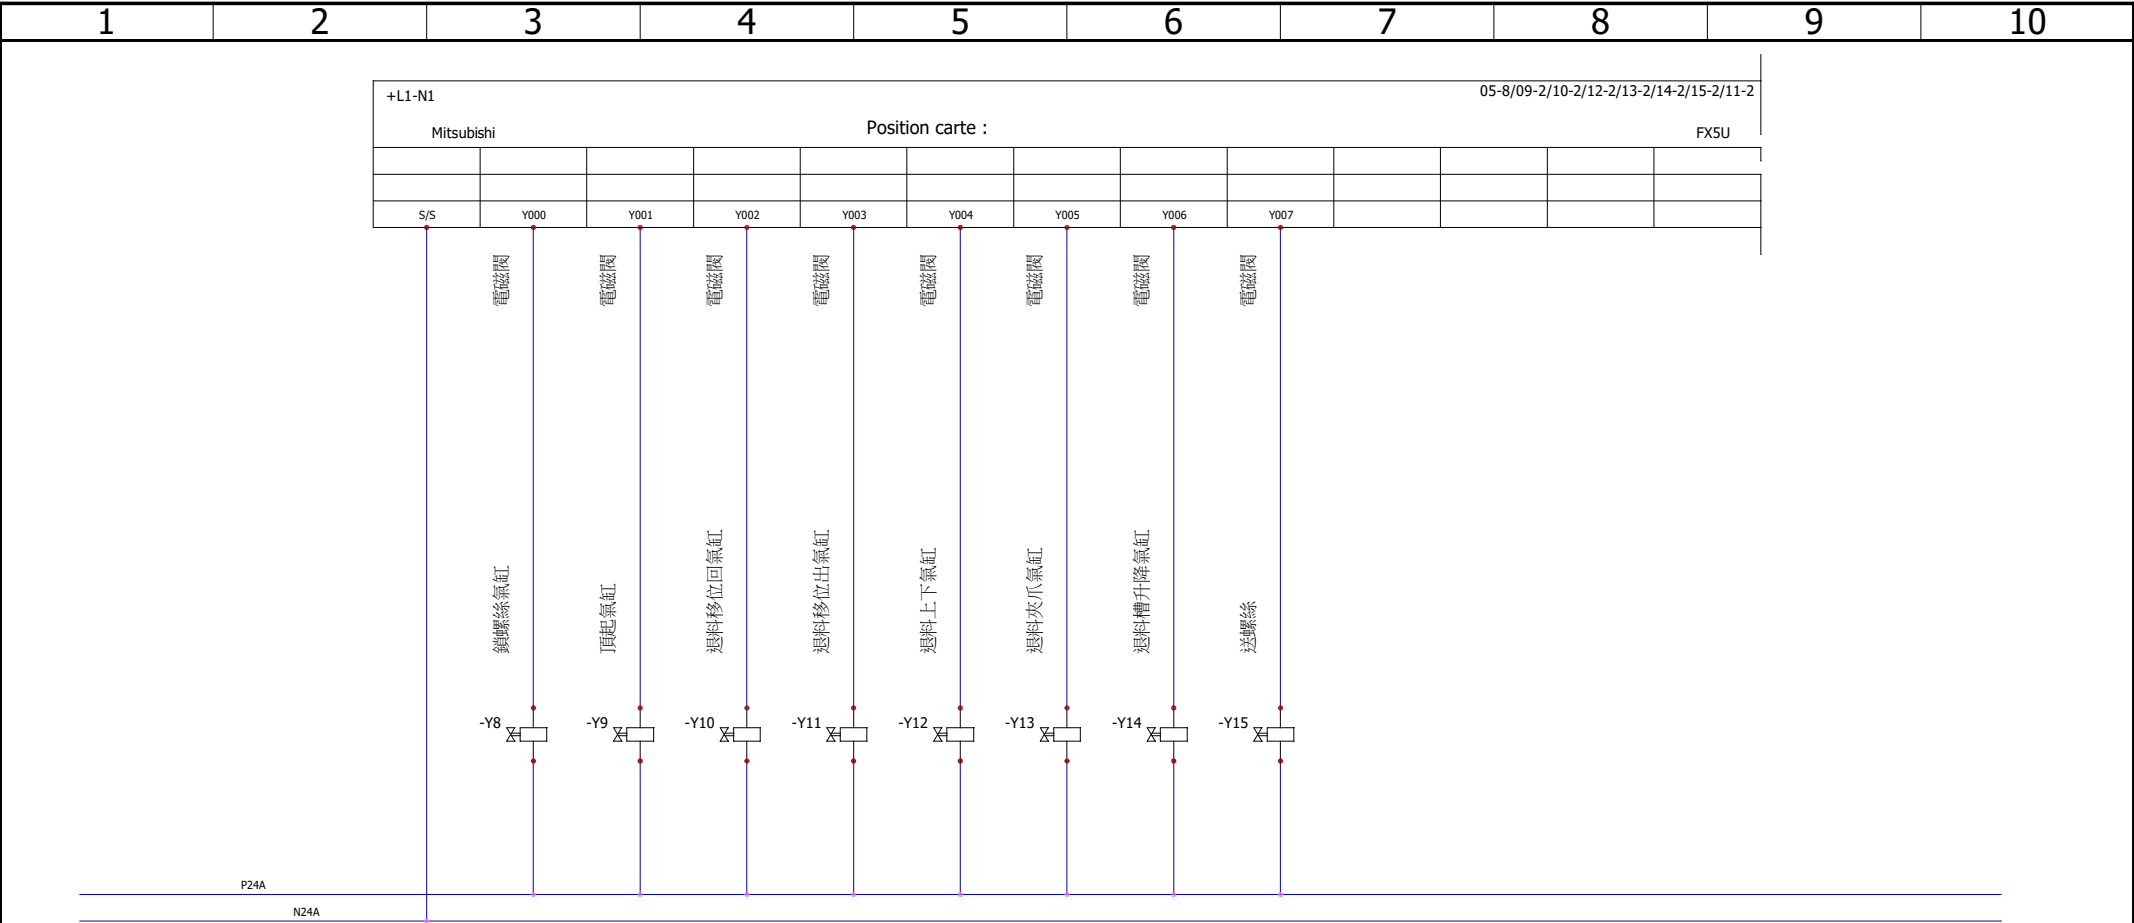 1 2 3 4 5 6 7 8 9 10
+L1-N1 05-8/09-2/10-2/12-2/13-2/14-2/15-2/11-2
Mitsubishi Position carte : FX5U
S/S Y000 Y001 Y002 Y003 Y004 Y005 Y006 Y007
電磁閥 電磁閥 電磁閥 電磁閥 電磁閥 電磁閥 電磁閥 電磁閥
鎖螺絲氣缸
頂起氣缸
退料移位回氣缸
退料移位出氣缸
退料上下氣缸
退料夾爪氣缸
退料槽升降氣缸
送螺絲
-Y8 -Y9 -Y10 -Y11 -Y12 -Y13 -Y14 -Y15
P24A
N24A